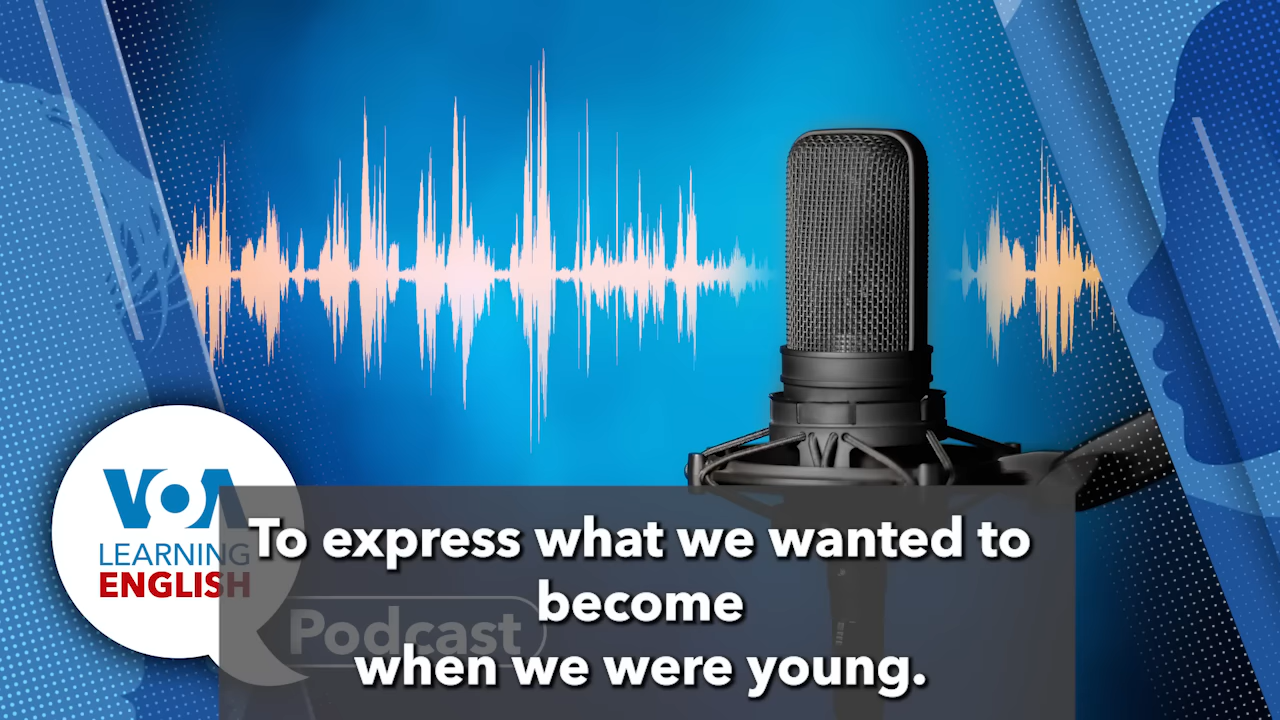 VOA
LEARNING
ENGLISH
Podcast
To express what we wanted to
become
when we were young.